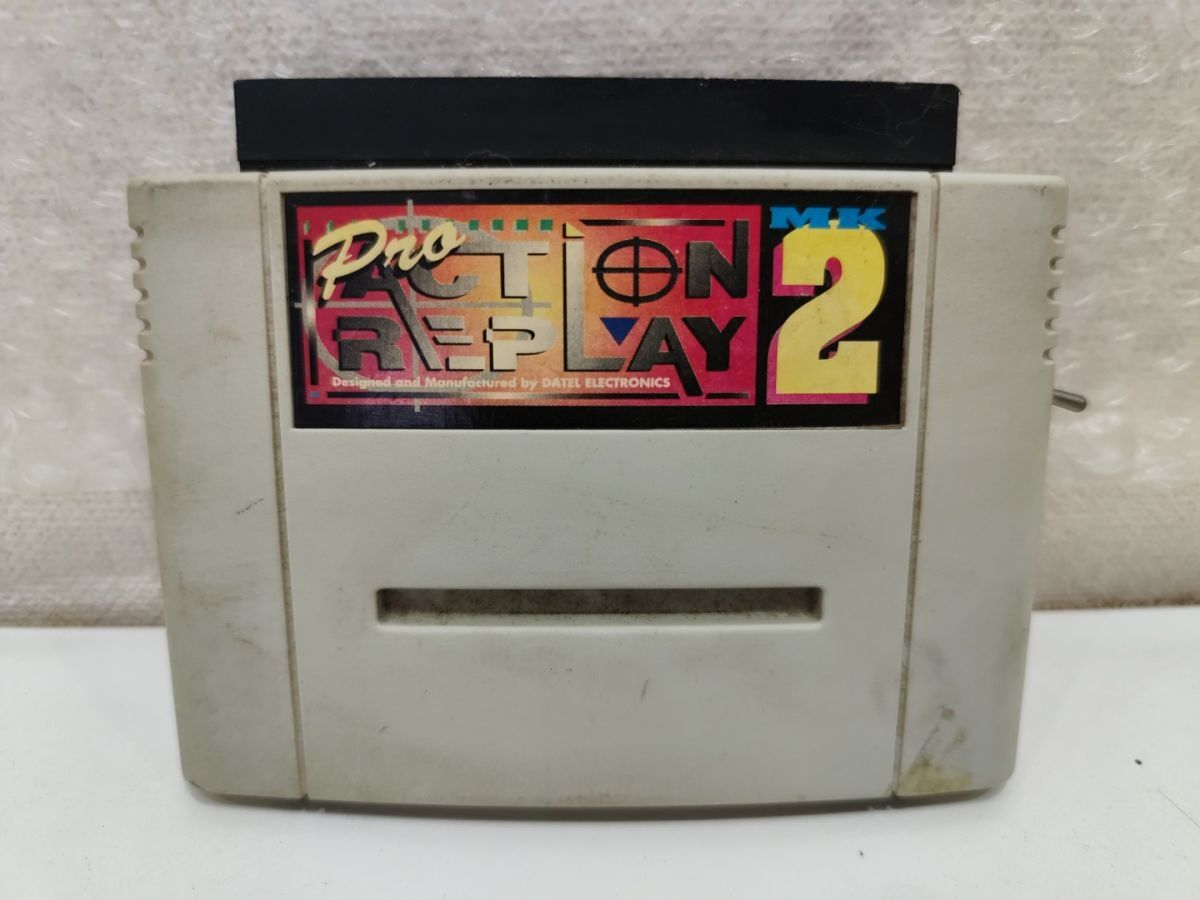 Pro
ACTION
REPLAY
Designed and Manufactured by DATEL ELECTRONICS
MK
2